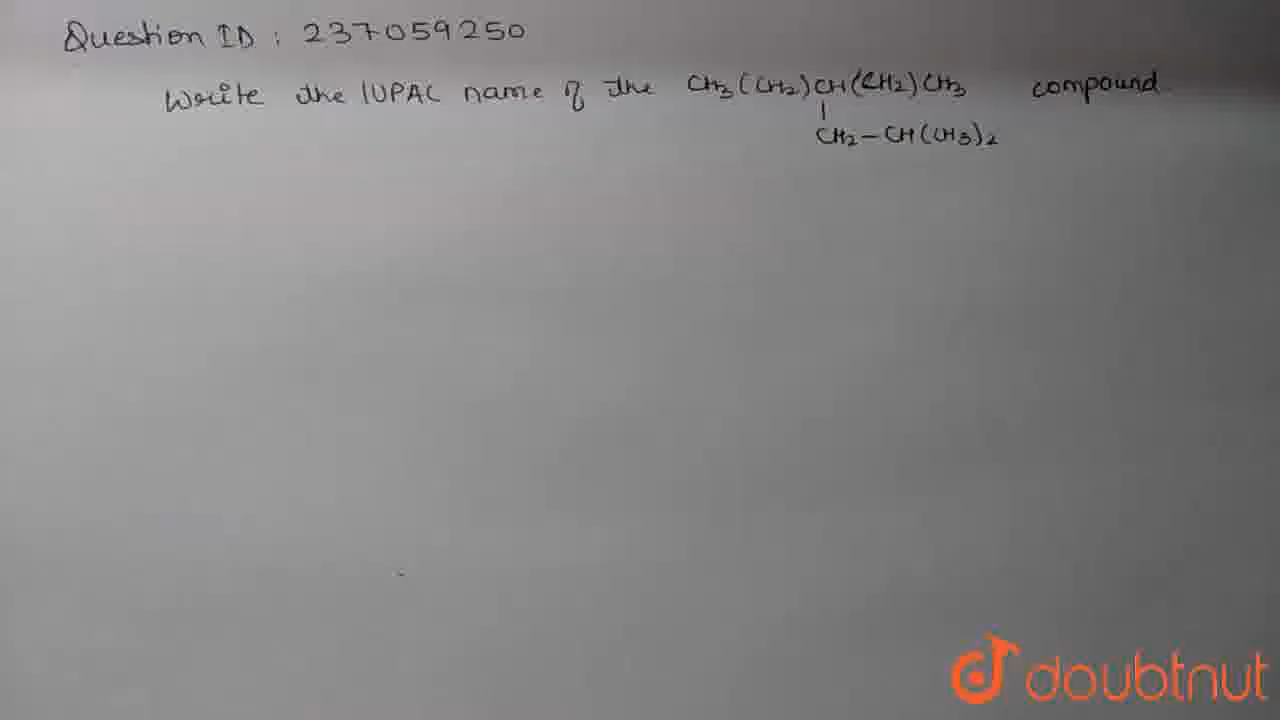 Question ID : 237059250
Write the IUPAC name of the CH3(CH2)CH(CH2)CH3 compound
|
CH2-CH(CH3)2
doubtnut